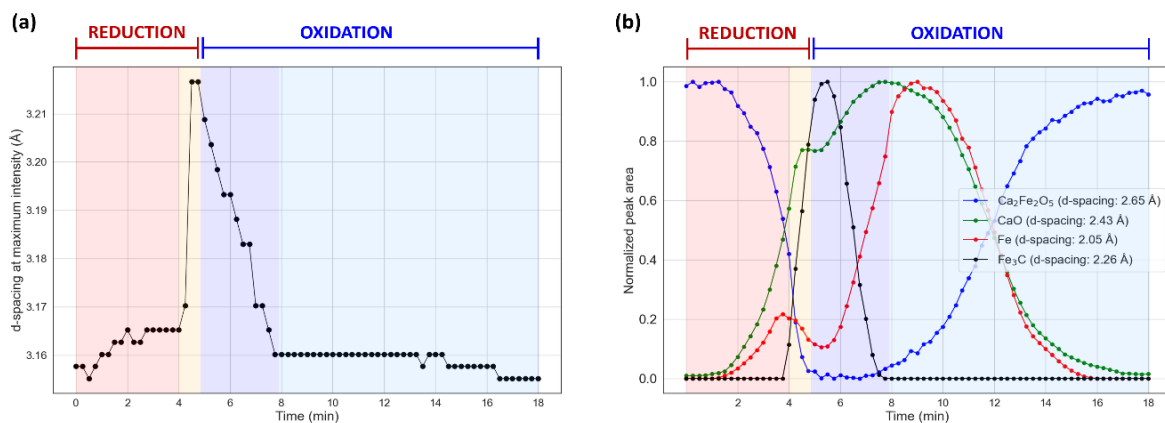 (a)
REDUCTION
OXIDATION
d-spacing at maximum intensity (Å)
3.21
3.20
3.19
3.18
3.17
3.16
0 2 4 6 8 10 12 14 16 18
Time (min)
(b)
REDUCTION
OXIDATION
Normalized peak area
1.0
0.8
0.6
0.4
0.2
0.0
Ca₂Fe₂O₅ (d-spacing: 2.65 Å)
CaO (d-spacing: 2.43 Å)
Fe (d-spacing: 2.05 Å)
Fe₃C (d-spacing: 2.26 Å)
2 4 6 8 10 12 14 16 18
Time (min)